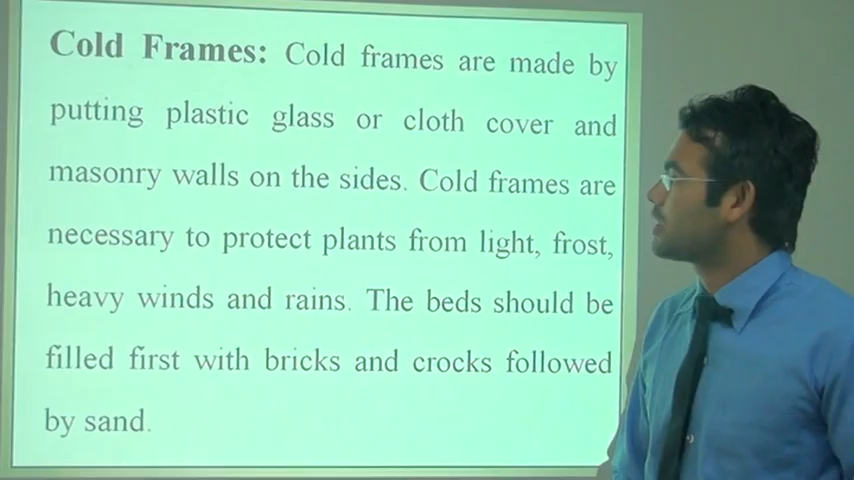 Cold Frames: Cold frames are made by
putting plastic glass or cloth cover and
masonry walls on the sides. Cold frames are
necessary to protect plants from light, frost,
heavy winds and rains. The beds should be
filled first with bricks and crocks followed
by sand.